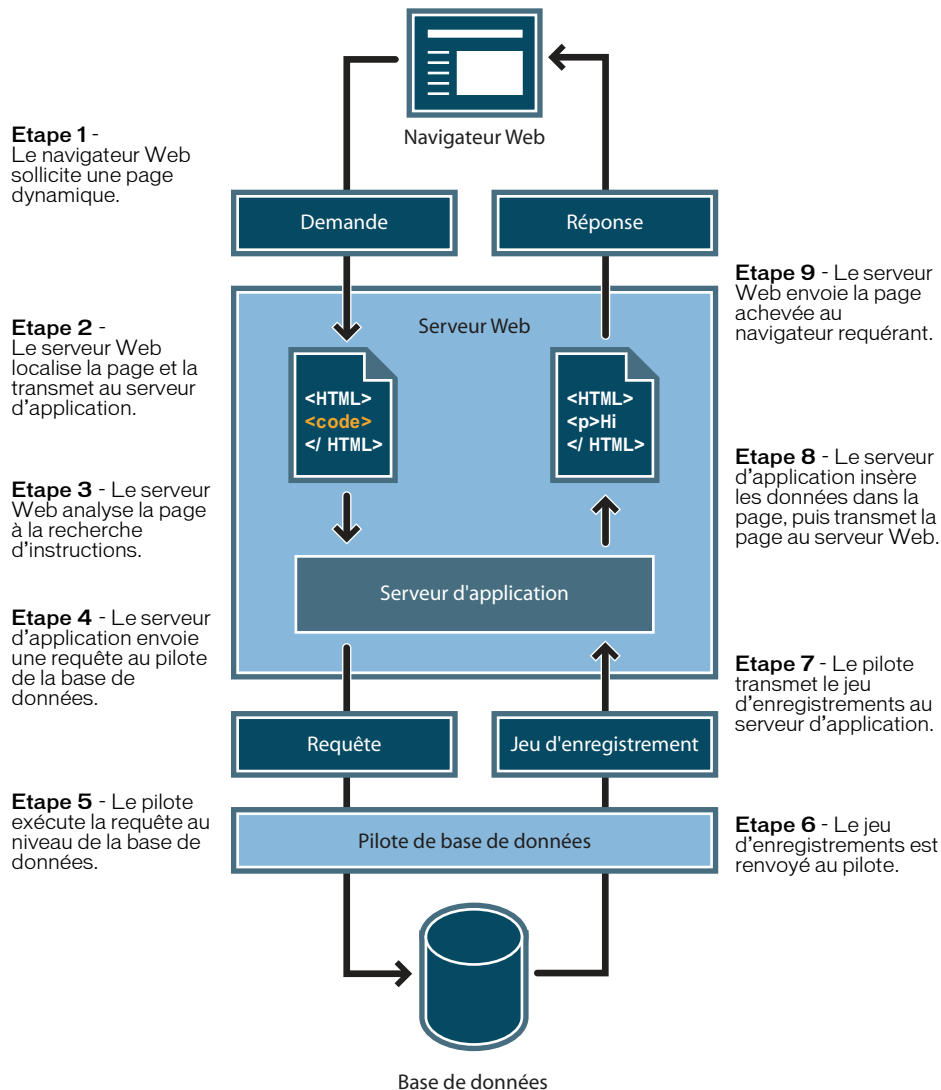 Navigateur Web
Etape 1 -
Le navigateur Web
sollicite une page
dynamique.
Demande
Réponse
Etape 9 - Le serveur
Web envoie la page
achevée au
navigateur requérant.
Etape 2 -
Le serveur Web
localise la page et la
transmet au serveur
d'application.
Serveur Web
<HTML>
<code>
</ HTML>
<HTML>
<p>Hi
</ HTML>
Etape 3 - Le serveur
Web analyse la page
à la recherche
d'instructions.
Etape 8 - Le serveur
d'application insère
les données dans la
page, puis transmet la
page au serveur Web.
Serveur d'application
Etape 4 - Le serveur
d'application envoie
une requête au pilote
de la base de
données.
Etape 7 - Le pilote
transmet le jeu
d'enregistrements au
serveur d'application.
Requête
Jeu d'enregistrement
Etape 5 - Le pilote
exécute la requête au
niveau de la base de
données.
Pilote de base de données
Etape 6 - Le jeu
d'enregistrements est
renvoyé au pilote.
Base de données